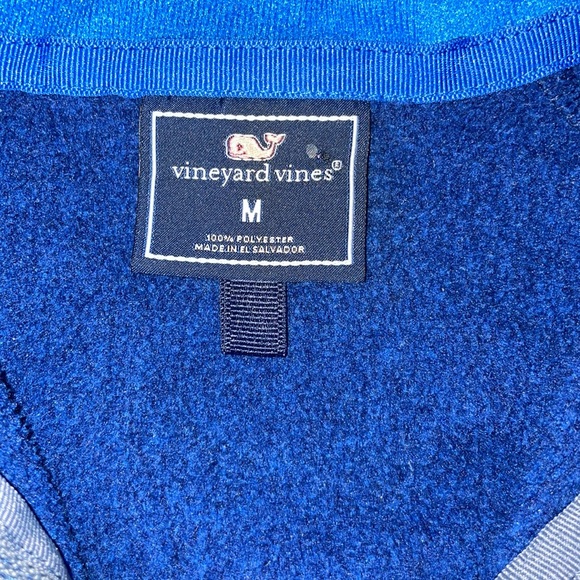 vineyard vines®
M
100% POLYESTER
MADE IN EL SALVADOR